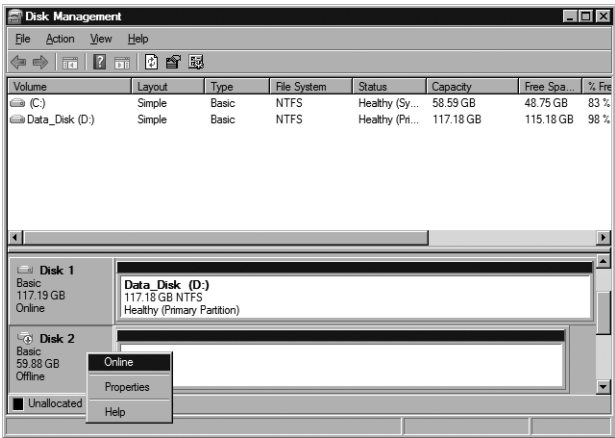 Disk Management
File Action View Help
Volume Layout Type File System Status Capacity Free Spa... % Fre
(C:) Simple Basic NTFS Healthy (Sy... 58.59 GB 48.75 GB 83 %
Data_Disk (D:) Simple Basic NTFS Healthy (Pri... 117.18 GB 115.18 GB 98 %
Disk 1
Basic
117.19 GB
Online
Data_Disk (D:)
117.18 GB NTFS
Healthy (Primary Partition)
Disk 2
Basic
59.88 GB
Offline
Online
Properties
Help
Unallocated